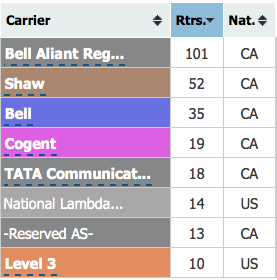 Carrier Rtrs. Nat.
Bell Aliant Reg... 101 CA
Shaw 52 CA
Bell 35 CA
Cogent 19 CA
TATA Communicat... 18 CA
National Lambda... 14 US
-Reserved AS- 13 CA
Level 3 10 US